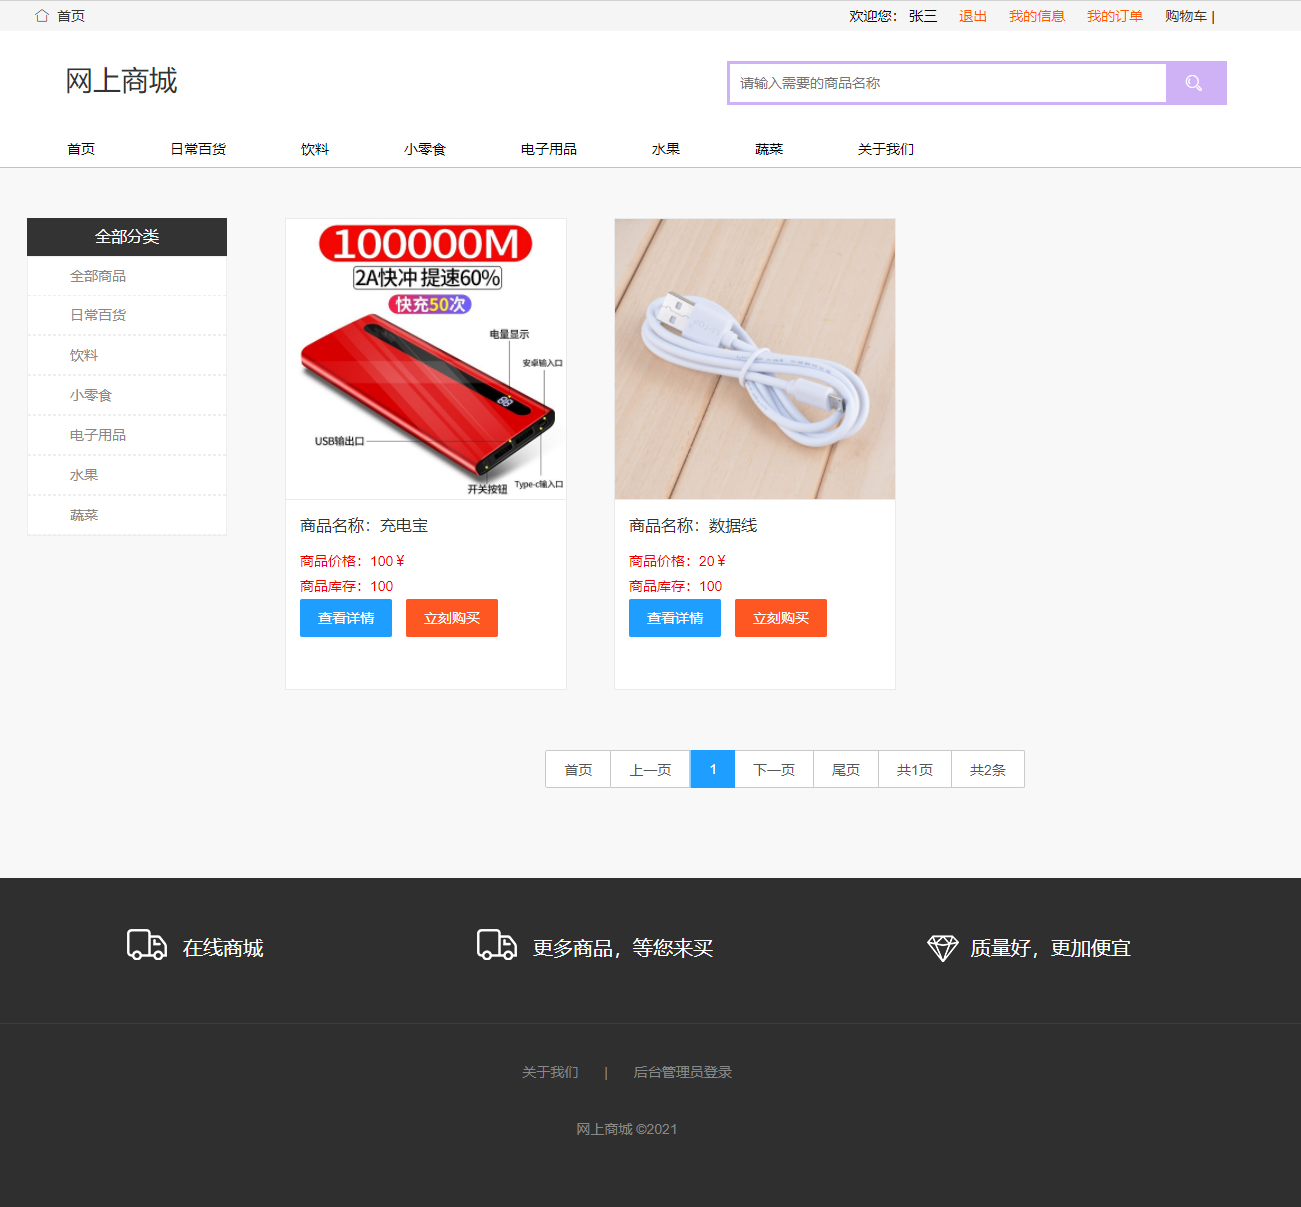 首页
欢迎您： 张三 退出 我的信息 我的订单 购物车 |
网上商城
请输入需要的商品名称
首页 日常百货 饮料 小零食 电子用品 水果 蔬菜 关于我们
全部分类
全部商品
日常百货
饮料
小零食
电子用品
水果
蔬菜
100000M
2A快冲 提速60%
快充50次
电量显示
安卓输入口
USB输出口
Type-c输入口
开关按钮
商品名称：充电宝
商品价格：100￥
商品库存：100
查看详情 立刻购买
商品名称：数据线
商品价格：20￥
商品库存：100
查看详情 立刻购买
首页 上一页 1 下一页 尾页 共1页 共2条
在线商城 更多商品，等您来买 质量好，更加便宜
关于我们 | 后台管理员登录
网上商城 ©2021